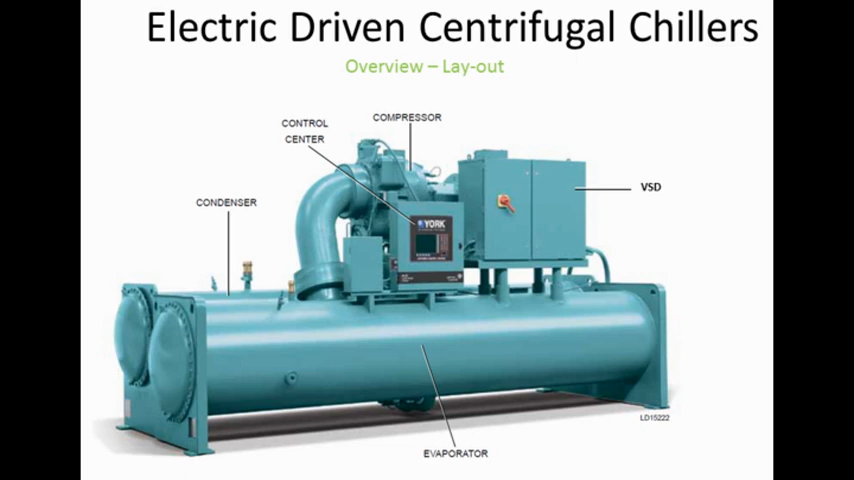 Electric Driven Centrifugal Chillers
Overview – Lay-out
CONTROL
CENTER
COMPRESSOR
VSD
CONDENSER
YORK
EVAPORATOR
LD15222